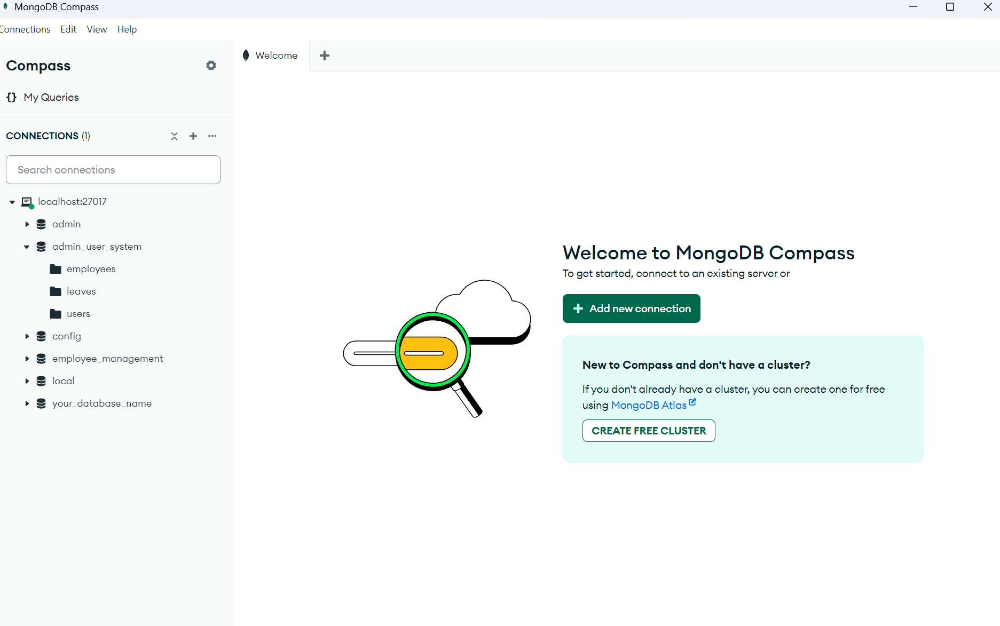 MongoDB Compass
Connections Edit View Help
Compass
{} My Queries
CONNECTIONS (1)
Search connections
localhost:27017
admin
admin_user_system
employees
leaves
users
config
employee_management
local
your_database_name
Welcome
Welcome to MongoDB Compass
To get started, connect to an existing server or
Add new connection
New to Compass and don't have a cluster?
If you don't already have a cluster, you can create one for free
using MongoDB Atlas
CREATE FREE CLUSTER